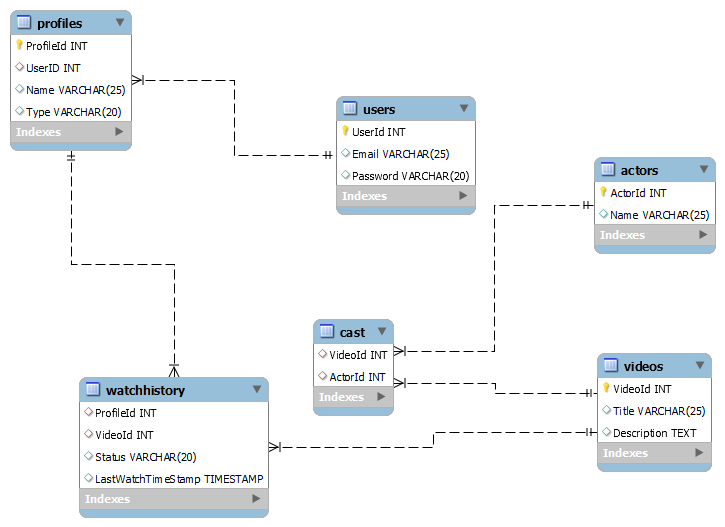 profiles
ProfileId INT
UserID INT
Name VARCHAR(25)
Type VARCHAR(20)
Indexes
users
UserId INT
Email VARCHAR(25)
Password VARCHAR(20)
Indexes
actors
ActorId INT
Name VARCHAR(25)
Indexes
cast
VideoId INT
ActorId INT
Indexes
videos
VideoId INT
Title VARCHAR(25)
Description TEXT
Indexes
watchhistory
ProfileId INT
VideoId INT
Status VARCHAR(20)
LastWatchTimeStamp TIMESTAMP
Indexes